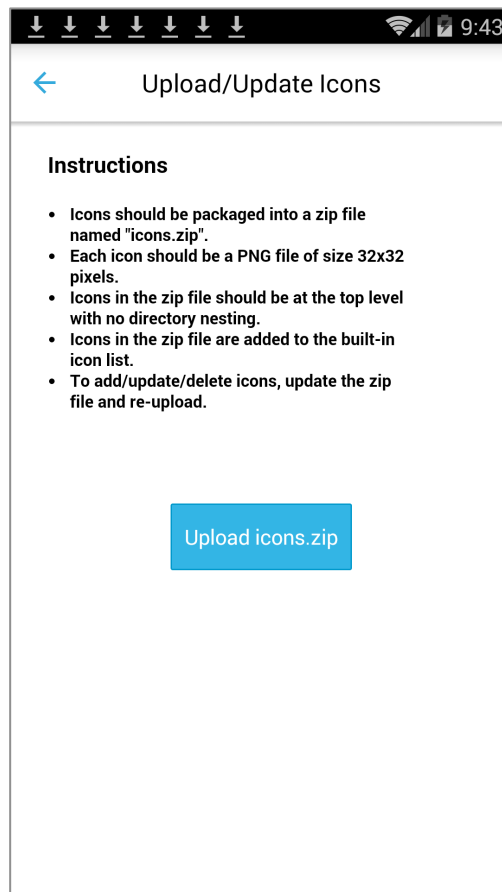 9:43
Upload/Update Icons
Instructions
• Icons should be packaged into a zip file
named "icons.zip".
• Each icon should be a PNG file of size 32x32
pixels.
• Icons in the zip file should be at the top level
with no directory nesting.
• Icons in the zip file are added to the built-in
icon list.
• To add/update/delete icons, update the zip
file and re-upload.
Upload icons.zip